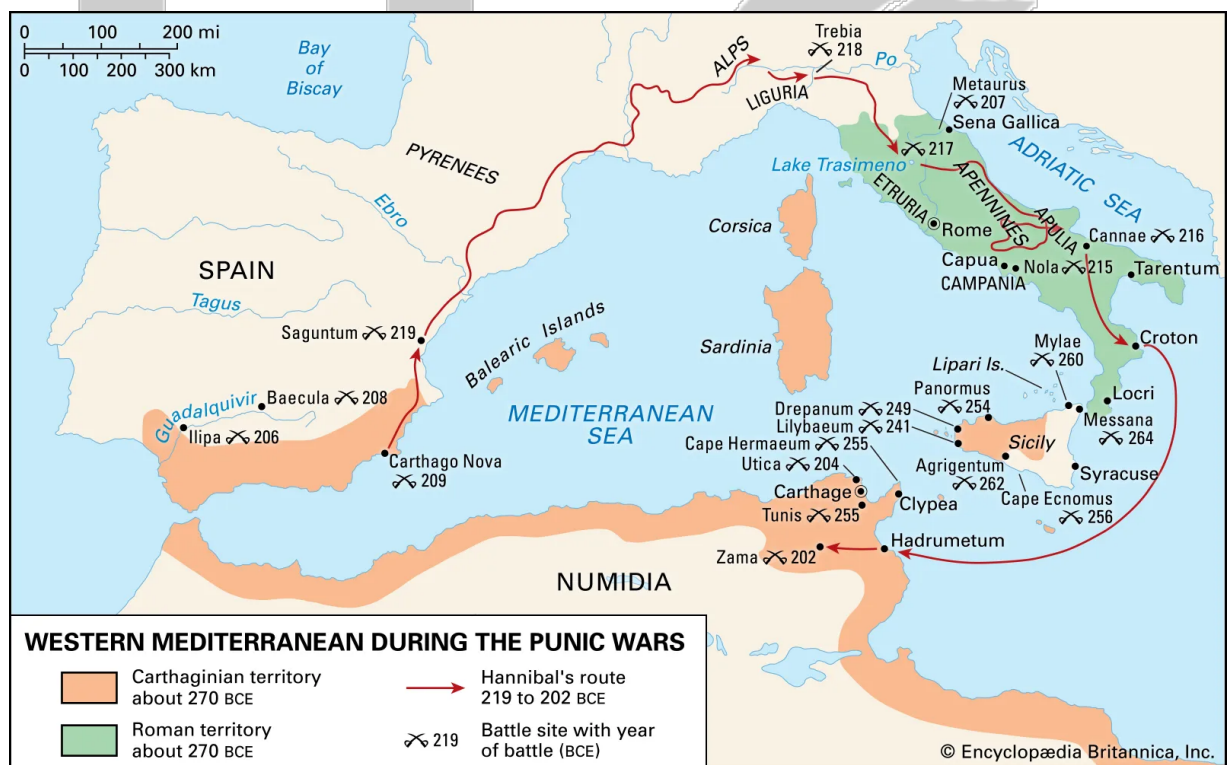 0 100 200 mi
0 100 200 300 km
Bay
of
Biscay
ALPS
Trebia
218
Po
LIGURIA
Metaurus
207
Sena Gallica
PYRENEES
217
Lake Trasimeno
ADRIATIC SEA
Ebro
ETRURIA
APENNINES
Corsica
Rome
APULIA
Cannae 216
SPAIN
Capua
Nola 215
CAMPANIA
Tarentum
Tagus
Saguntum 219
Balearic Islands
Sardinia
Mylae
260
Croton
Lipari Is.
Panormus
254
Locri
Guadalquivir
Baecula 208
MEDITERRANEAN
SEA
Drepanum 249
Lilybaeum 241
Messana
264
Ilipa 206
Cape Hermaeum 255
Sicily
Carthago Nova
209
Utica 204
Agrigentum
262
Syracuse
Carthage
Clypea
Cape Ecnomus
256
Tunis 255
Hadrumetum
Zama 202
NUMIDIA
WESTERN MEDITERRANEAN DURING THE PUNIC WARS
Carthaginian territory
about 270 BCE
Hannibal's route
219 to 202 BCE
Roman territory
about 270 BCE
219
Battle site with year
of battle (BCE)
© Encyclopædia Britannica, Inc.